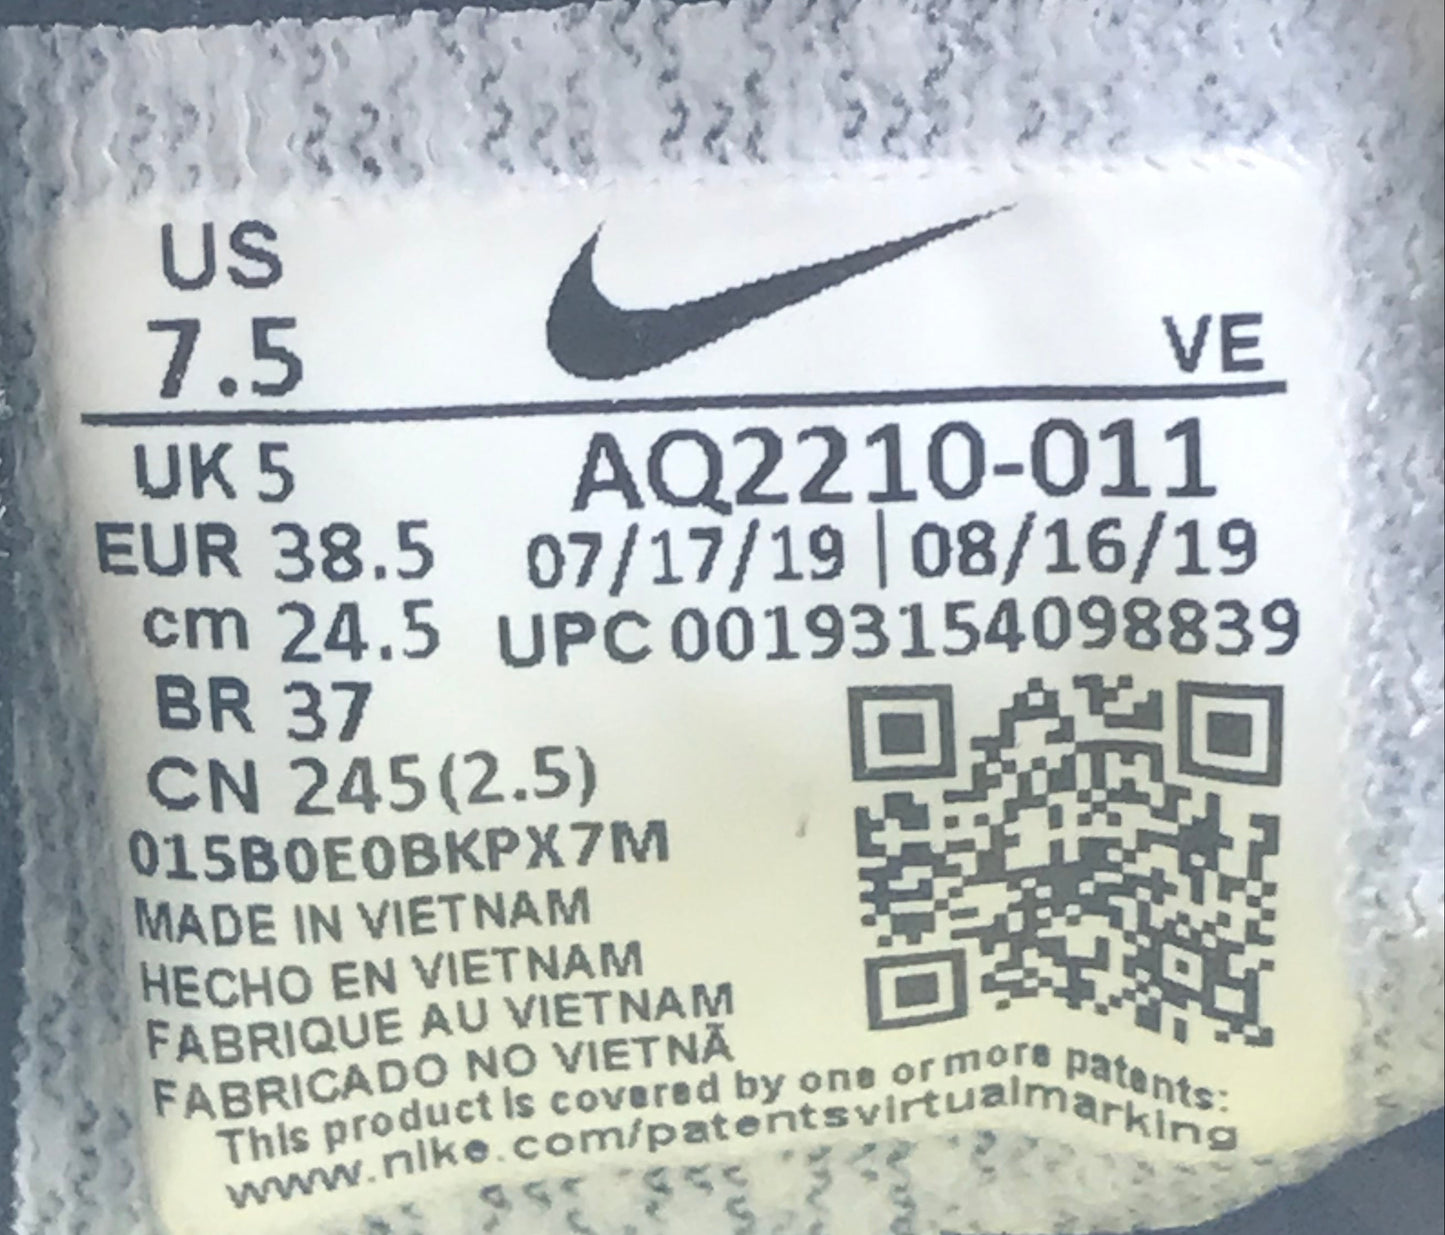 US
7.5
VE
UK 5
AQ2210-011
EUR 38.5
07/17/19 | 08/16/19
cm 24.5
UPC 00193154098839
BR 37
CN 245(2.5)
015B0E0BKPX7M
MADE IN VIETNAM
HECHO EN VIETNAM
FABRIQUE AU VIETNAM
FABRICADO NO VIETNÃ
This product is covered by one or more patents:
www.nike.com/patentsvirtualmarking